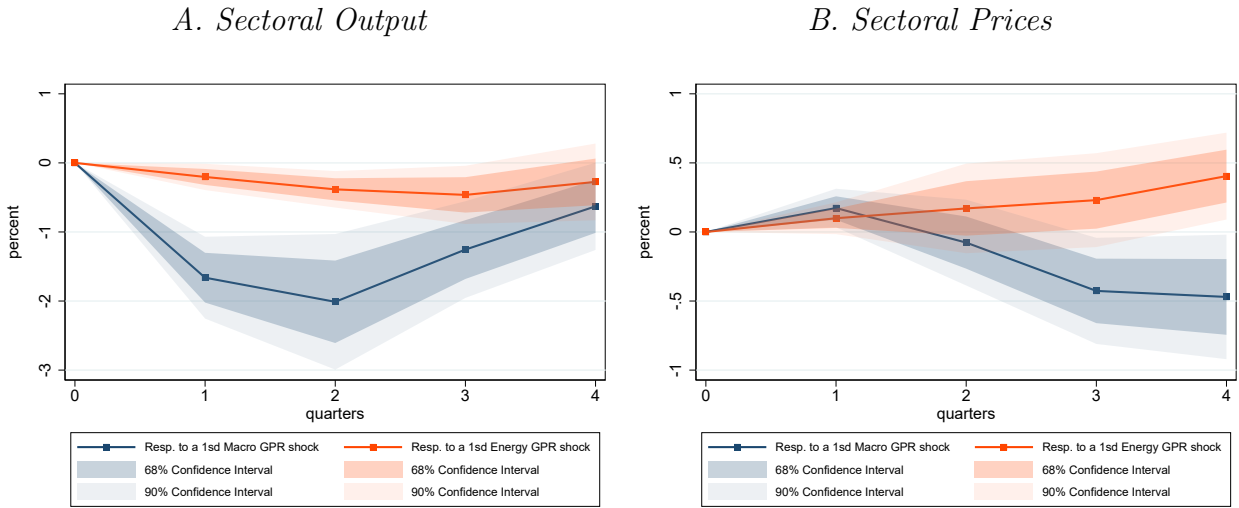 A. Sectoral Output
B. Sectoral Prices
percent
1
0
-1
-2
-3
0 1 2 3 4
quarters
Resp. to a 1sd Macro GPR shock
Resp. to a 1sd Energy GPR shock
68% Confidence Interval
68% Confidence Interval
90% Confidence Interval
90% Confidence Interval
percent
1
.5
0
-.5
-1
0 1 2 3 4
quarters
Resp. to a 1sd Macro GPR shock
Resp. to a 1sd Energy GPR shock
68% Confidence Interval
68% Confidence Interval
90% Confidence Interval
90% Confidence Interval